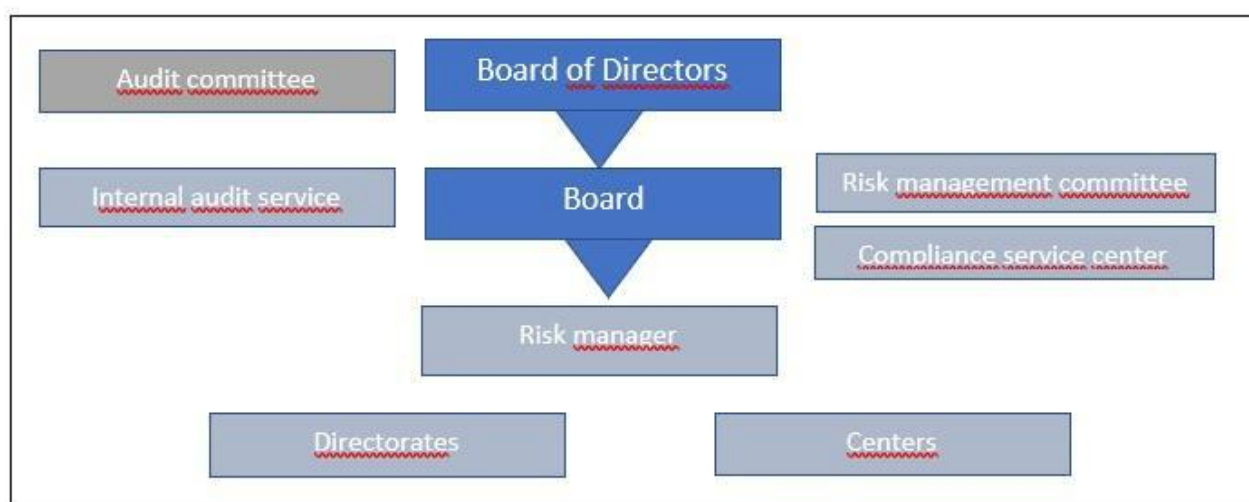 Audit committee
Board of Directors
Internal audit service
Board
Risk management committee
Compliance service center
Risk manager
Directorates
Centers